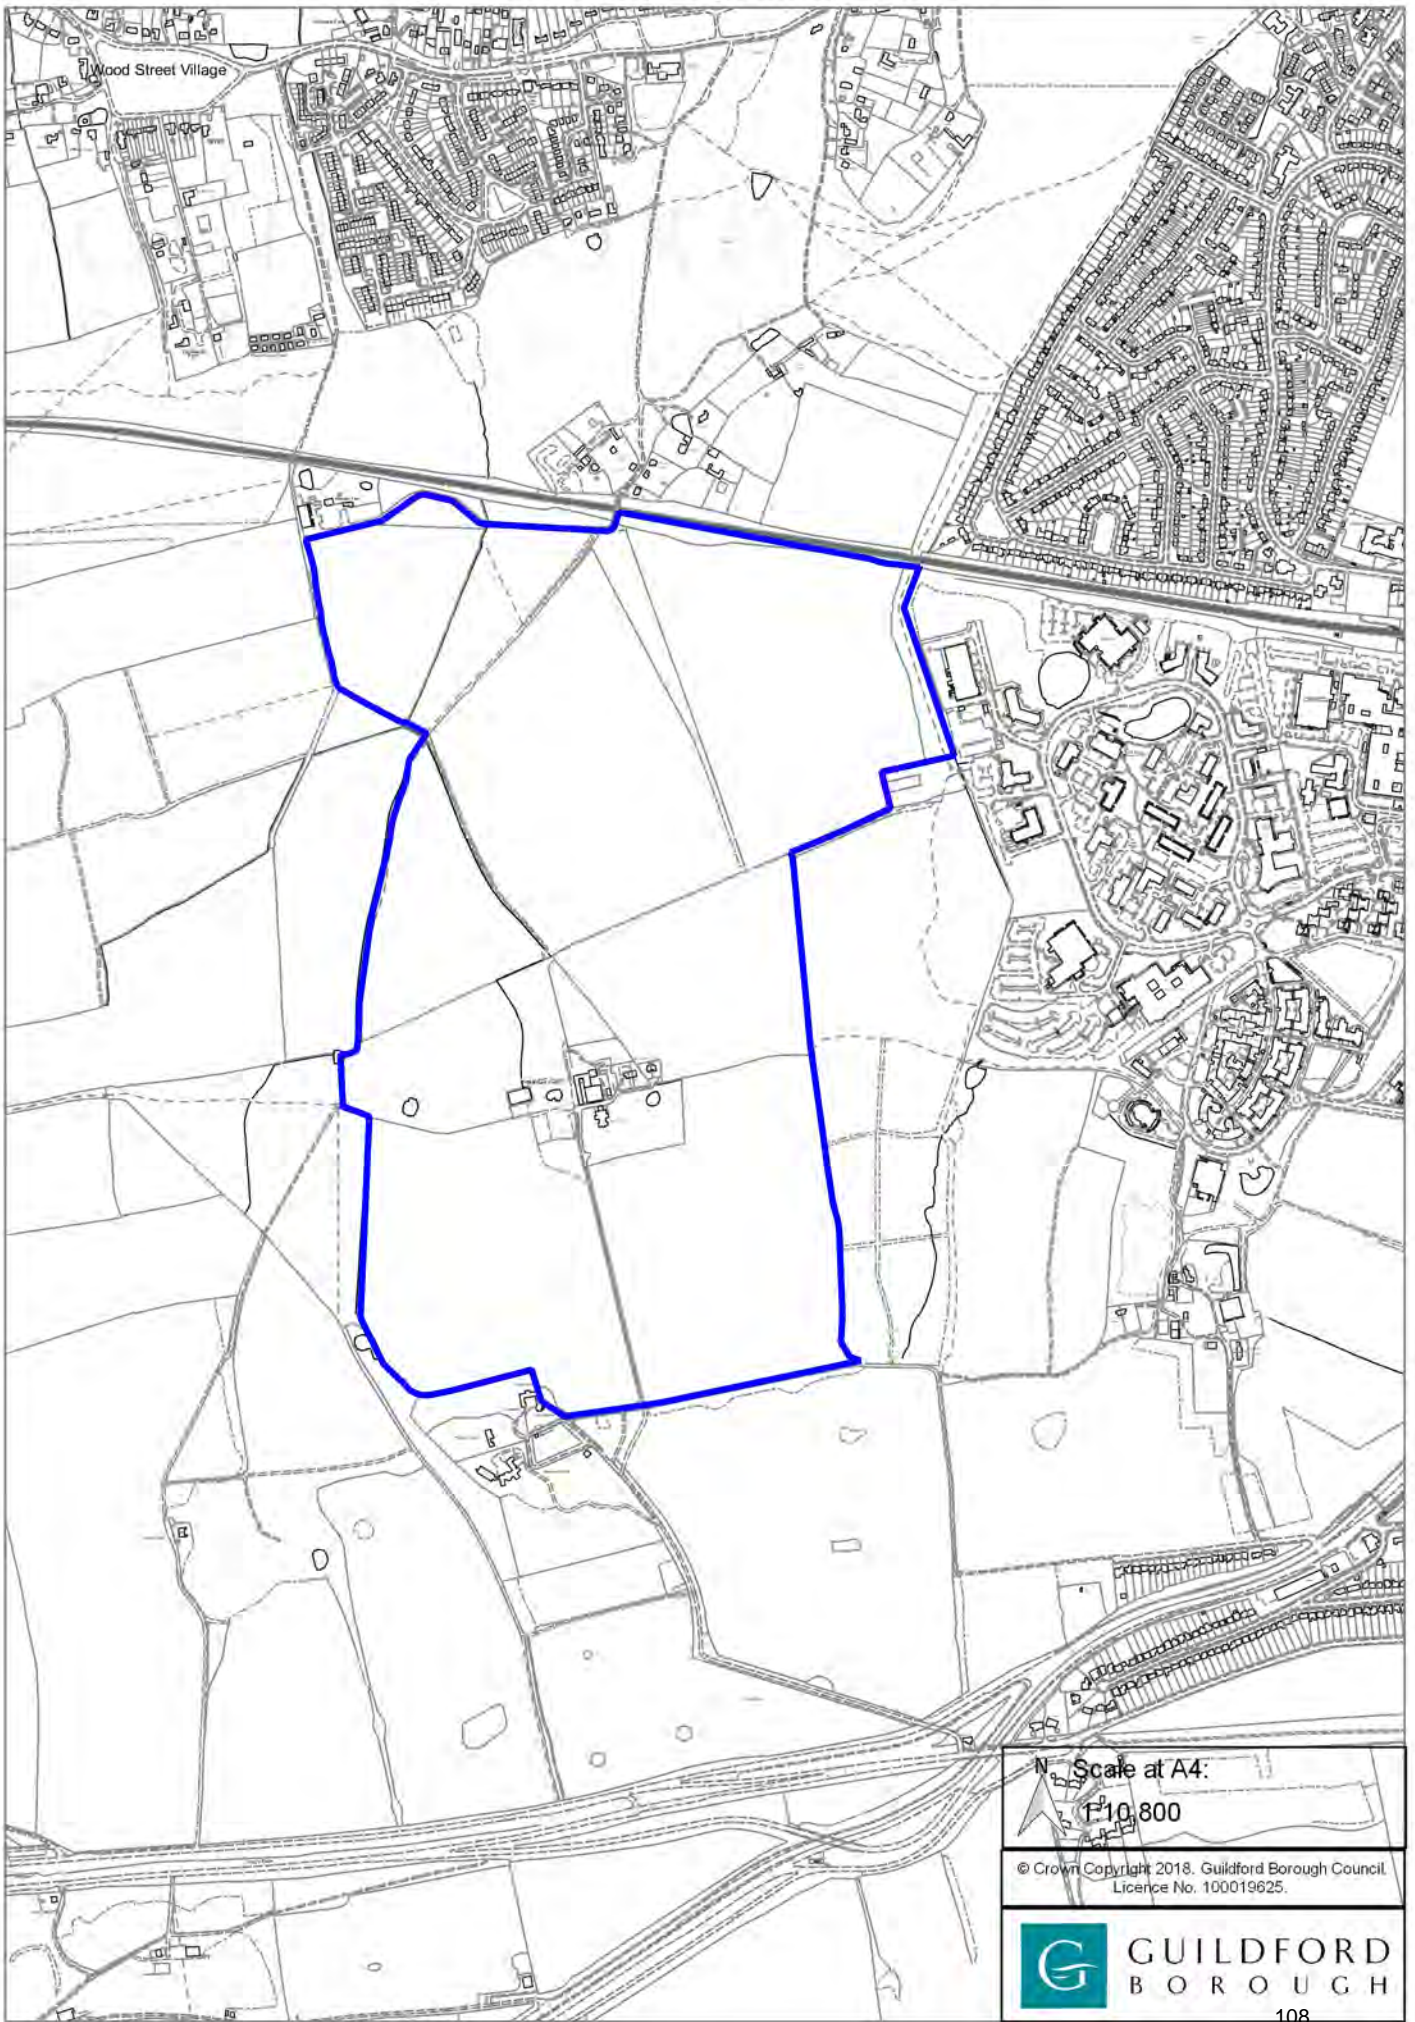 Wood Street Village
N
Scale at A4:
1:10,800
© Crown Copyright 2018. Guildford Borough Council.
Licence No. 100019625.
G
GUILDFORD
BOROUGH
108